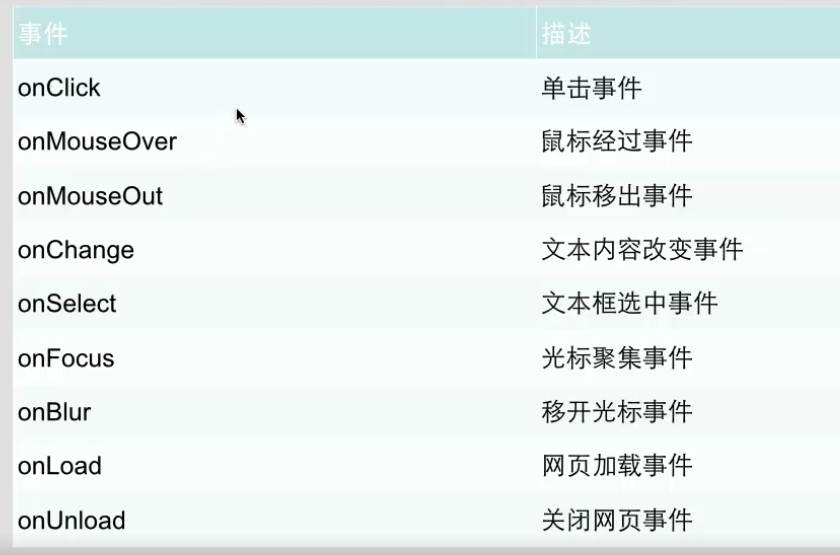 事件 描述
onClick 单击事件
onMouseOver 鼠标经过事件
onMouseOut 鼠标移出事件
onChange 文本内容改变事件
onSelect 文本框选中事件
onFocus 光标聚集事件
onBlur 移开光标事件
onLoad 网页加载事件
onUnload 关闭网页事件